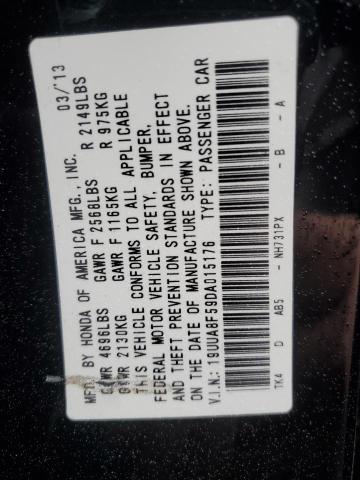 MFD. BY HONDA OF AMERICA MFG., INC. 03/'13
GVWR 4696LBS GAWR F 2568LBS R 2149LBS
GVWR 2130KG GAWR F 1165KG R 975KG
THIS VEHICLE CONFORMS TO ALL APPLICABLE
FEDERAL MOTOR VEHICLE SAFETY, BUMPER,
AND THEFT PREVENTION STANDARDS IN EFFECT
ON THE DATE OF MANUFACTURE SHOWN ABOVE.
V.I.N.: 19UUA8F59DA015176 TYPE: PASSENGER CAR
TK4 D AB5 - NH731PX - B - A